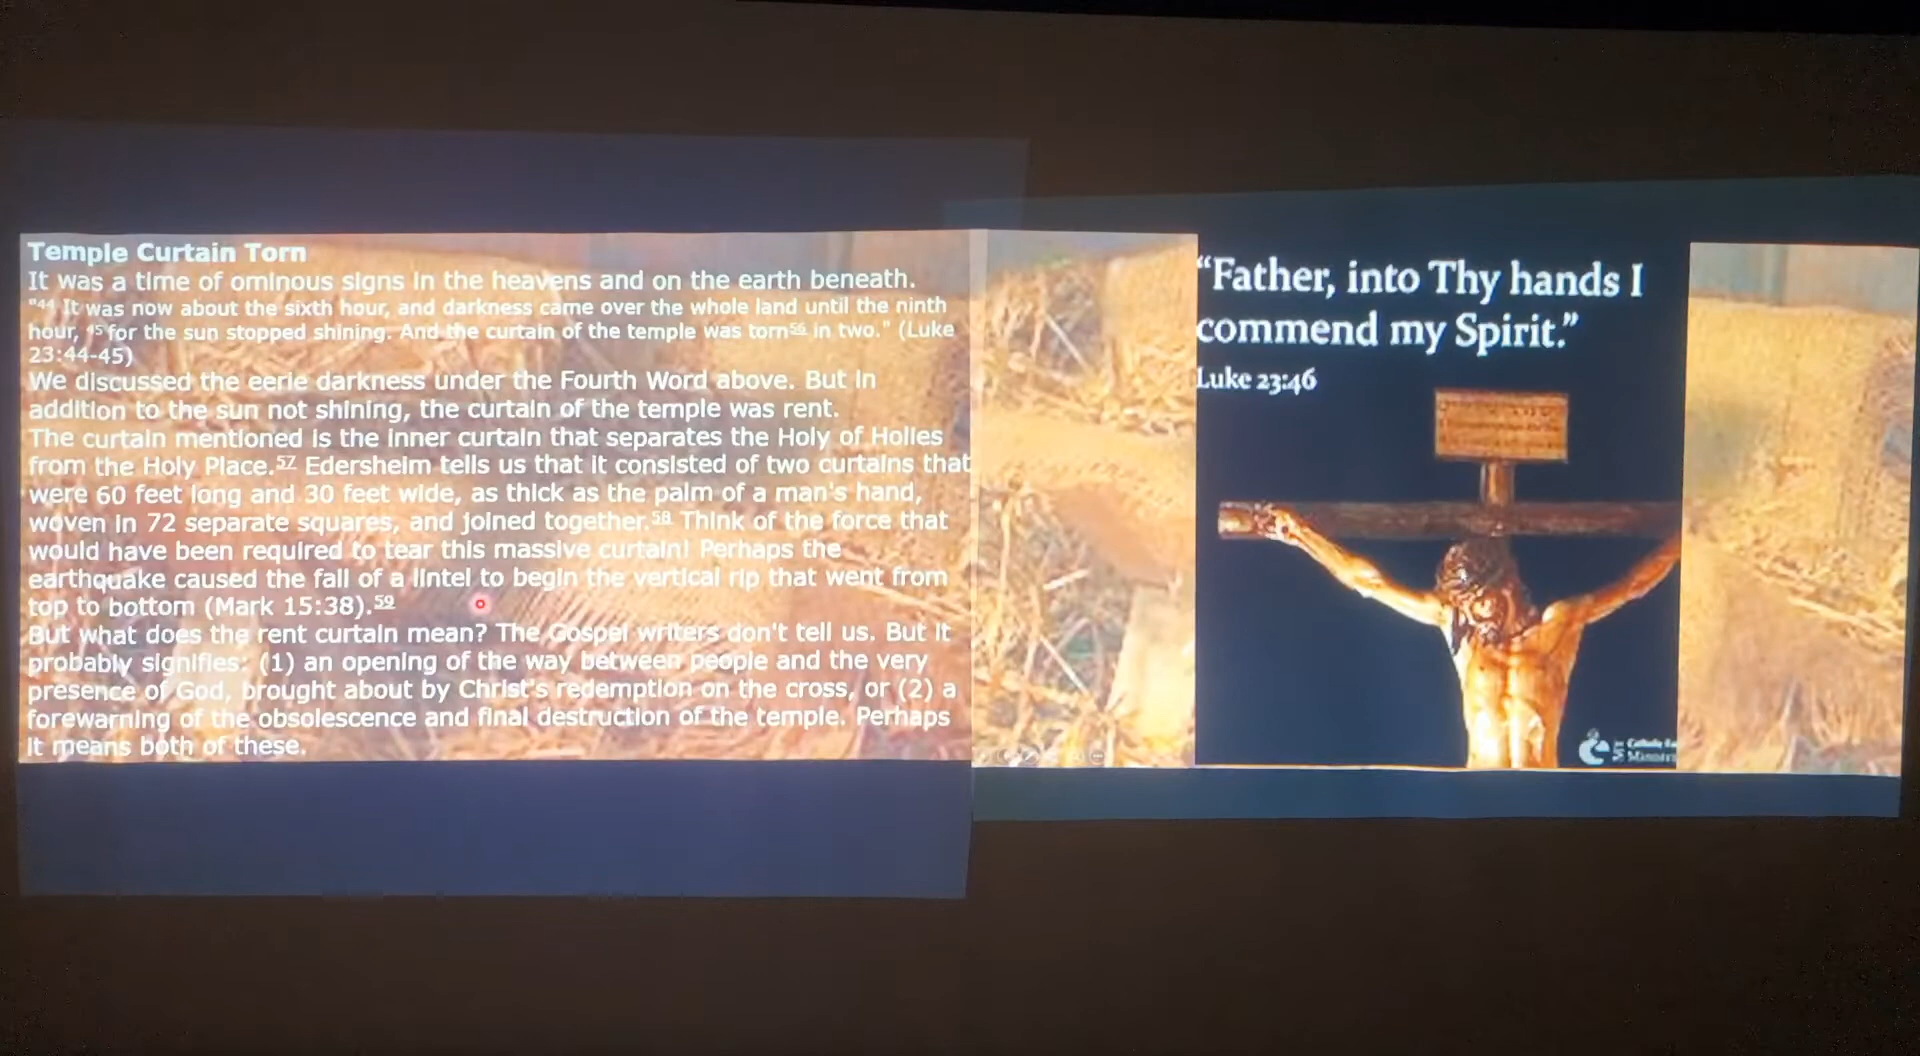 Temple Curtain Torn
It was a time of ominous signs in the heavens and on the earth beneath.
"44 It was now about the sixth hour, and darkness came over the whole land until the ninth
hour, 45 for the sun stopped shining. And the curtain of the temple was torn56 in two." (Luke
23:44-45)
We discussed the eerie darkness under the Fourth Word above. But in
addition to the sun not shining, the curtain of the temple was rent.
The curtain mentioned is the inner curtain that separates the Holy of Holies
from the Holy Place.57 Edersheim tells us that it consisted of two curtains that
were 60 feet long and 30 feet wide, as thick as the palm of a man's hand,
woven in 72 separate squares, and joined together.58 Think of the force that
would have been required to tear this massive curtain! Perhaps the
earthquake caused the fall of a lintel to begin the vertical rip that went from
top to bottom (Mark 15:38).59
But what does the rent curtain mean? The Gospel writers don't tell us. But it
probably signifies: (1) an opening of the way between people and the very
presence of God, brought about by Christ's redemption on the cross, or (2) a
forewarning of the obsolescence and final destruction of the temple. Perhaps
it means both of these.
"Father, into Thy hands I
commend my Spirit."
Luke 23:46
My
Catholic